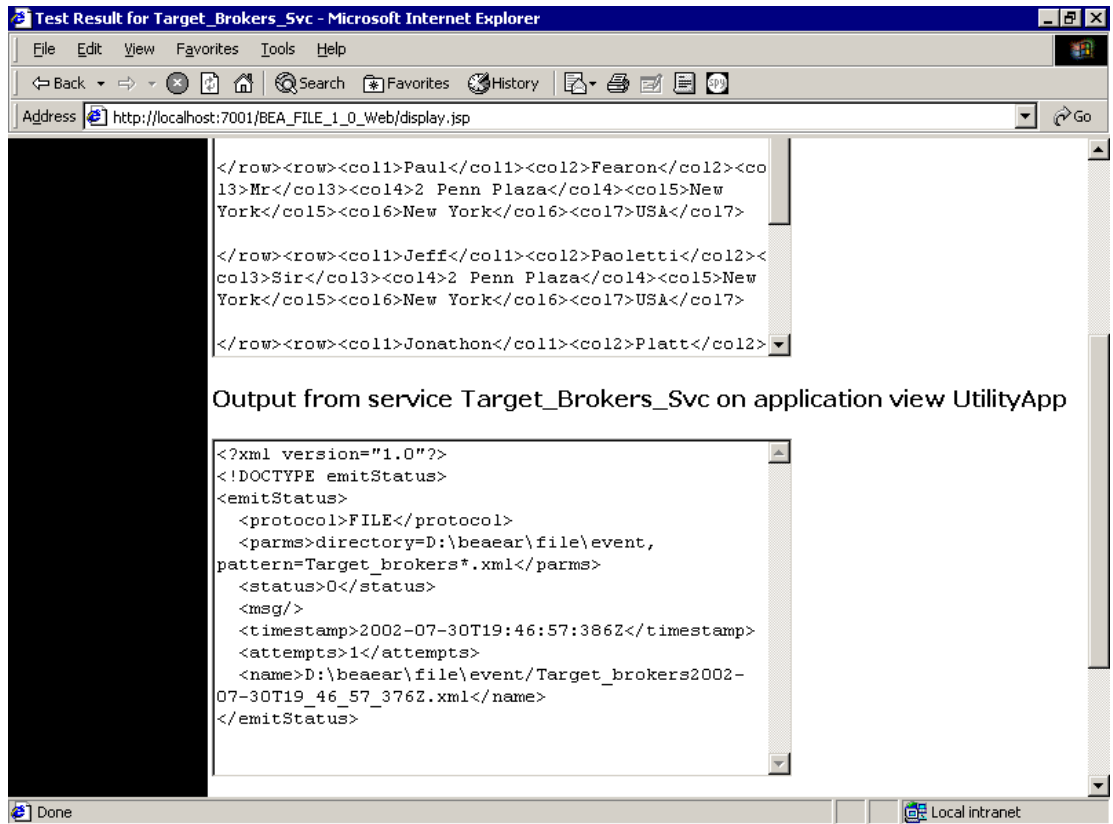 Test Result for Target_Brokers_Svc - Microsoft Internet Explorer
File Edit View Favorites Tools Help
Back Search Favorites History
Address http://localhost:7001/BEA_FILE_1_0_Web/display.jsp Go
</row><row><col1>Paul</col1><col2>Fearon</col2><co
l3>Mr</col3><col4>2 Penn Plaza</col4><col5>New
York</col5><col6>New York</col6><col7>USA</col7>
</row><row><col1>Jeff</col1><col2>Paoletti</col2><
col3>Sir</col3><col4>2 Penn Plaza</col4><col5>New
York</col5><col6>New York</col6><col7>USA</col7>
</row><row><col1>Jonathon</col1><col2>Platt</col2>
Output from service Target_Brokers_Svc on application view UtilityApp
<?xml version="1.0"?>
<!DOCTYPE emitStatus>
<emitStatus>
<protocol>FILE</protocol>
<parms>directory=D:\beaear\file\event,
pattern=Target_brokers*.xml</parms>
<status>0</status>
<msg/>
<timestamp>2002-07-30T19:46:57:386Z</timestamp>
<attempts>1</attempts>
<name>D:\beaear\file\event/Target_brokers2002-
07-30T19_46_57_376Z.xml</name>
</emitStatus>
Done Local intranet